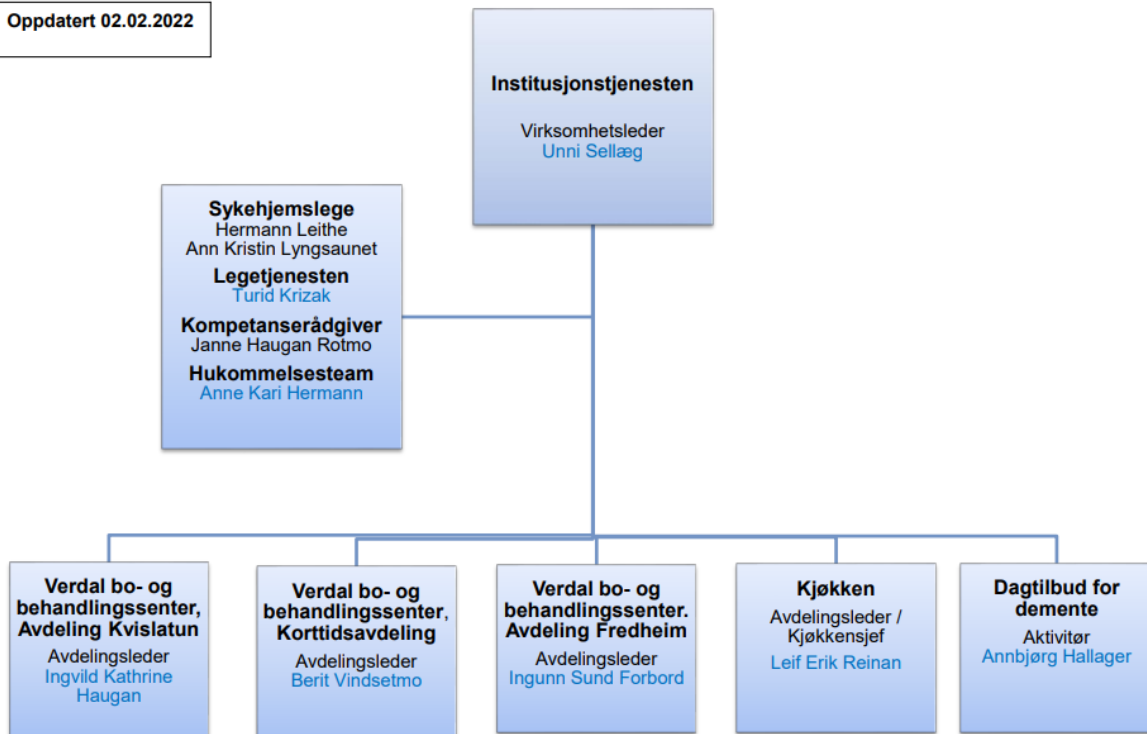 Oppdatert 02.02.2022
Institusjonstjenesten
Virksomhetsleder
Unni Sellæg
Sykehjemslege
Hermann Leithe
Ann Kristin Lyngsaunet
Legetjenesten
Turid Krizak
Kompetanserådgiver
Janne Haugan Rotmo
Hukommelsesteam
Anne Kari Hermann
Verdal bo- og
behandlingssenter,
Avdeling Kvislatun
Avdelingsleder
Ingvild Kathrine
Haugan
Verdal bo- og
behandlingssenter,
Korttidsavdeling
Avdelingsleder
Berit Vindsetmo
Verdal bo- og
behandlingssenter.
Avdeling Fredheim
Avdelingsleder
Ingunn Sund Forbord
Kjøkken
Avdelingsleder /
Kjøkkensjef
Leif Erik Reinan
Dagtilbud for
demente
Aktivitør
Annbjørg Hallager